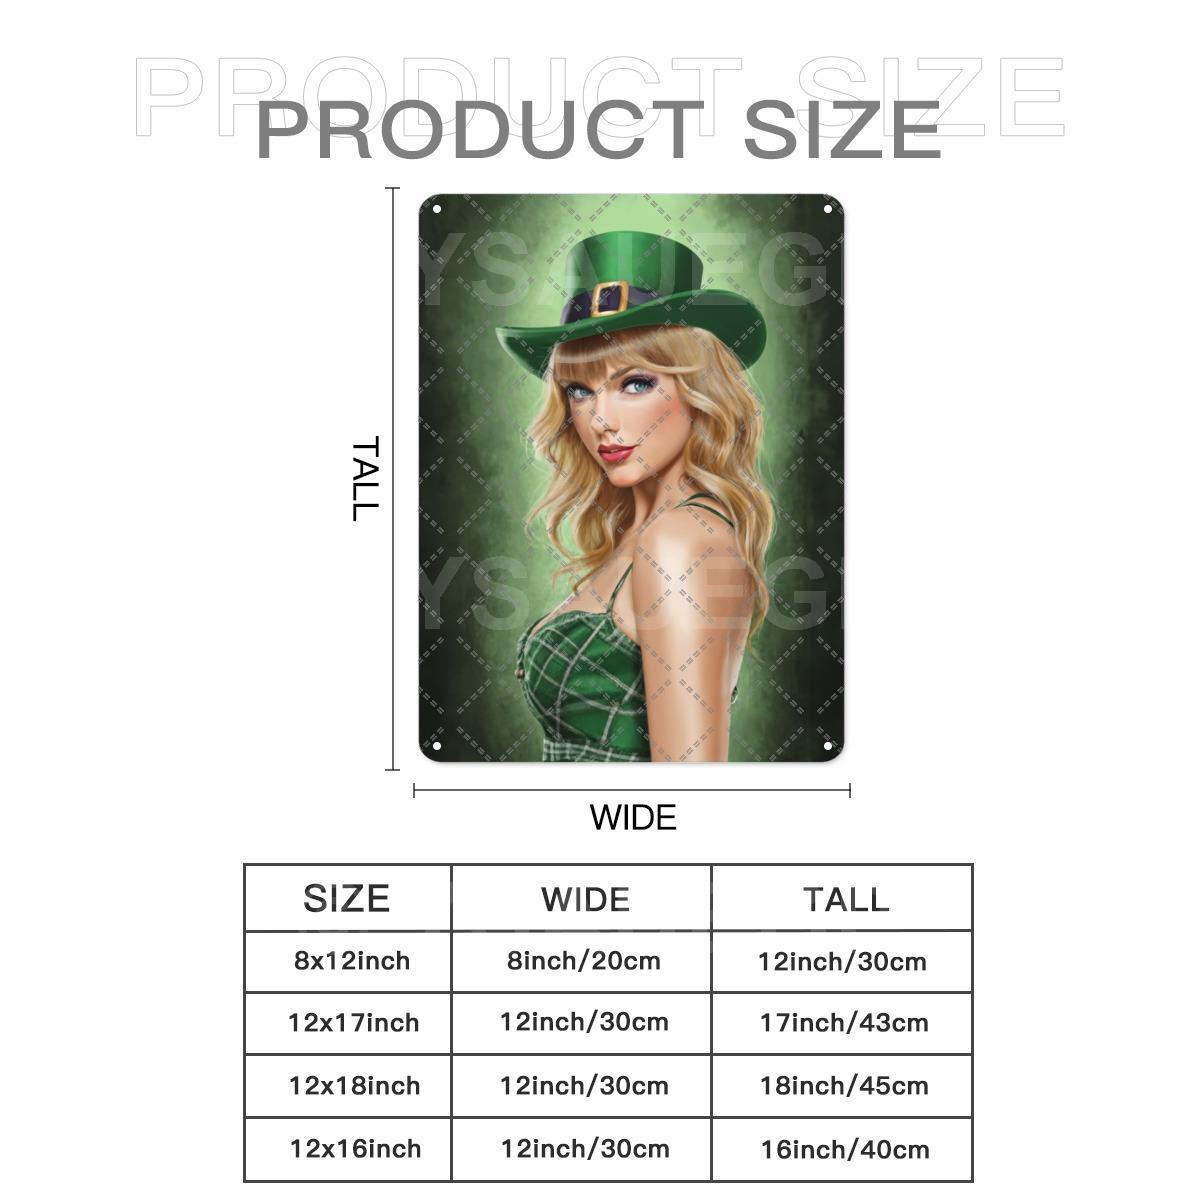 PRODUCT SIZE
PRODUCT SIZE
TALL
WIDE
SIZE WIDE TALL
8x12inch 8inch/20cm 12inch/30cm
12x17inch 12inch/30cm 17inch/43cm
12x18inch 12inch/30cm 18inch/45cm
12x16inch 12inch/30cm 16inch/40cm